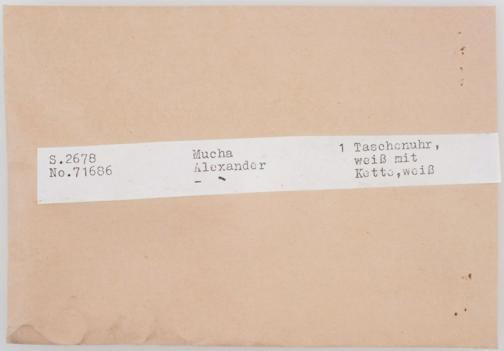 S.2678 Mucha 1 Taschenuhr,
No.71686 Alexander weiß mit
- - Kette,weiß